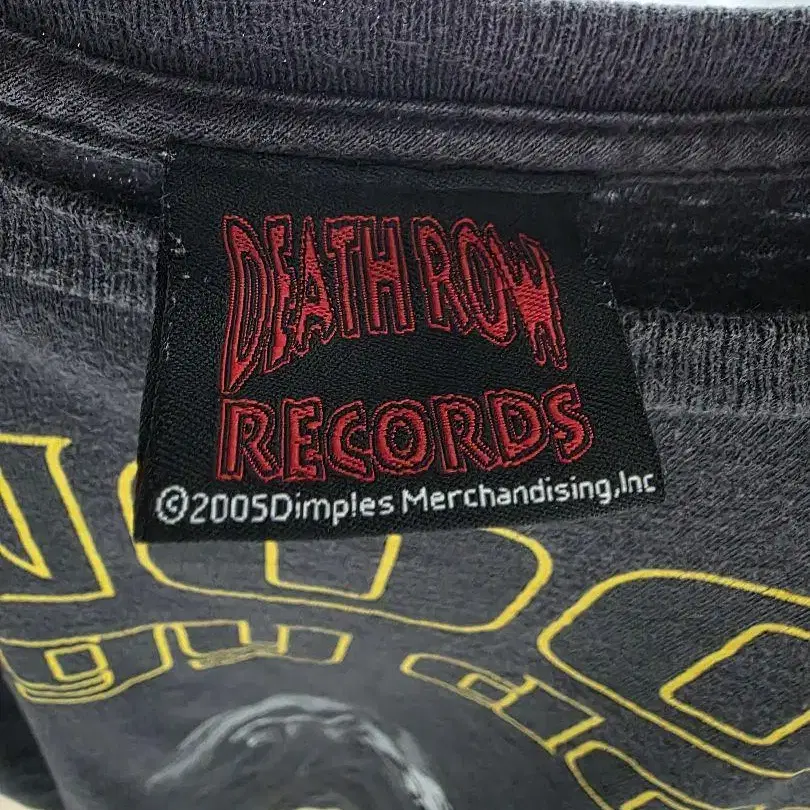 DEATH ROW
RECORDS
©2005Dimples Merchandising,Inc